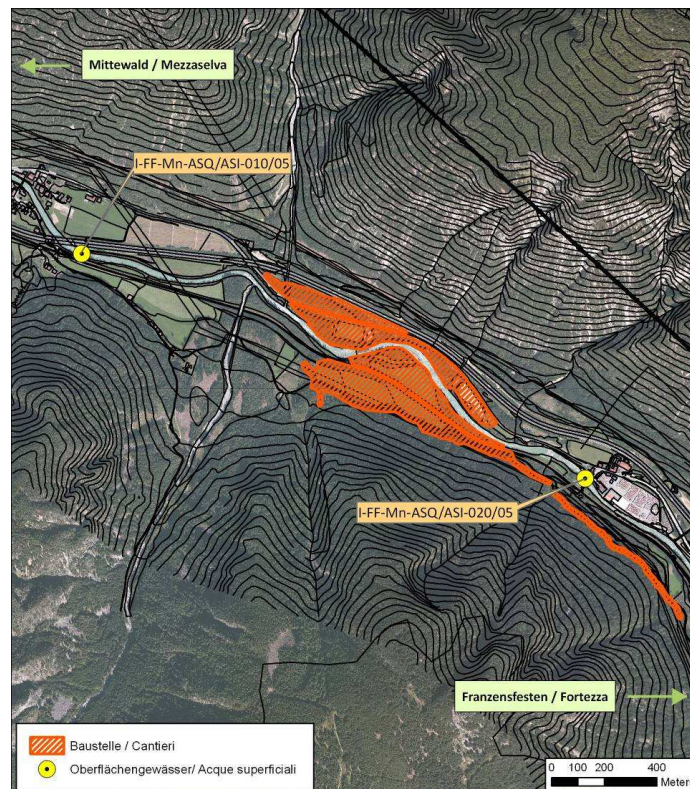 Mittewald / Mezzaselva
I-FF-Mn-ASQ/ASI-010/05
I-FF-Mn-ASQ/ASI-020/05
Franzensfesten / Fortezza
Baustelle / Cantieri
Oberflächengewässer/ Acque superficiali
0 100 200 400
Meter